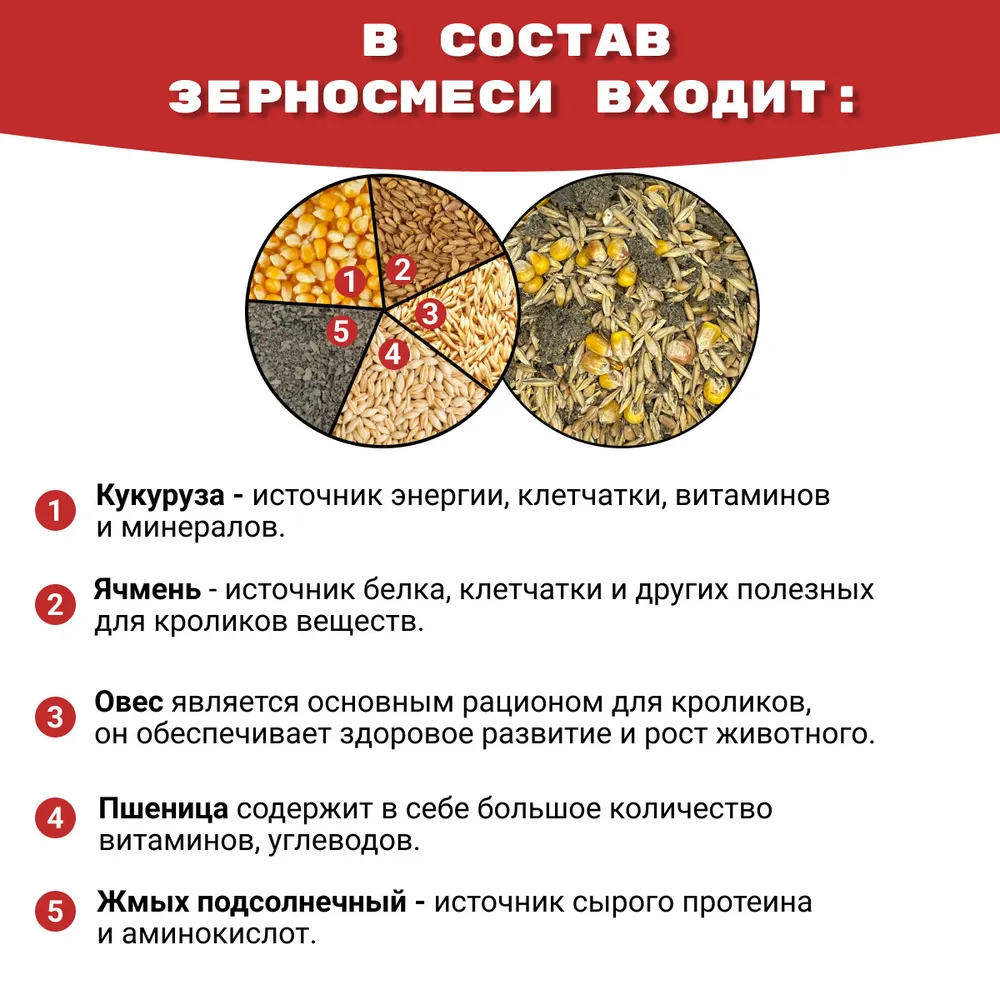 В СОСТАВ
ЗЕРНОСМЕСИ ВХОДИТ:
1
2
3
4
5
1
Кукуруза - источник энергии, клетчатки, витаминов
и минералов.
2
Ячмень - источник белка, клетчатки и других полезных
для кроликов веществ.
3
Овес является основным рационом для кроликов,
он обеспечивает здоровое развитие и рост животного.
4
Пшеница содержит в себе большое количество
витаминов, углеводов.
5
Жмых подсолнечный - источник сырого протеина
и аминокислот.